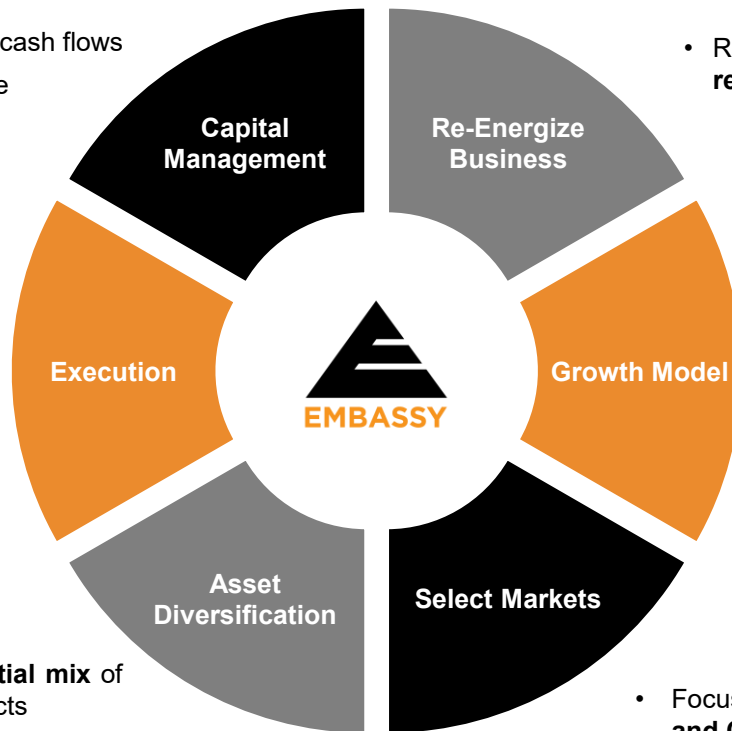 cash flows
• R
e
re
Capital
Management
Re-Energize
Business
Execution
EMBASSY
Growth Model
Asset
Diversification
Select Markets
tial mix of
cts
• Focus
and C